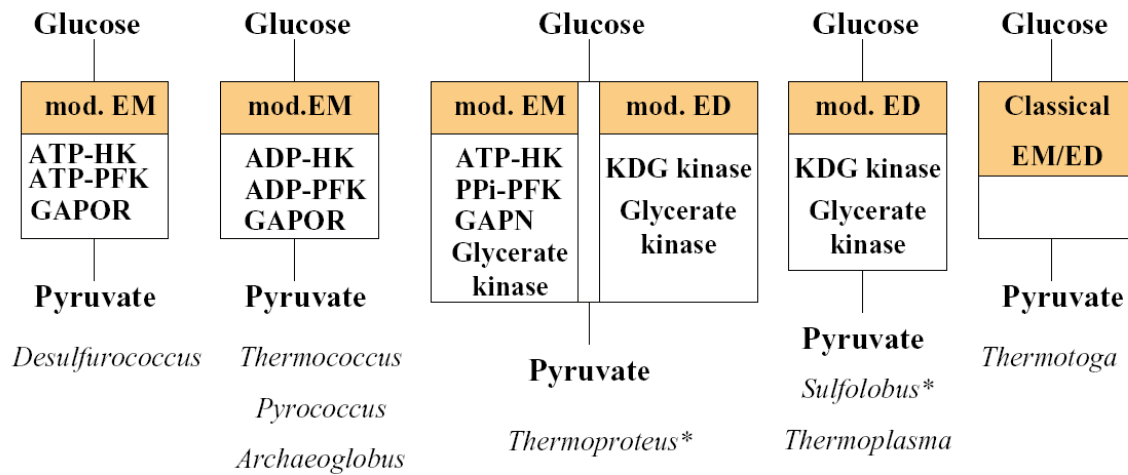 Glucose
mod. EM
ATP-HK
ATP-PFK
GAPOR
Pyruvate
Desulfurococcus
Glucose
mod.EM
ADP-HK
ADP-PFK
GAPOR
Pyruvate
Thermococcus
Pyrococcus
Archaeoglobus
Glucose
mod. EM
ATP-HK
PPi-PFK
GAPN
Glycerate
kinase
mod. ED
KDG kinase
Glycerate
kinase
Pyruvate
Thermoproteus*
Glucose
mod. ED
KDG kinase
Glycerate
kinase
Pyruvate
Sulfolobus*
Thermoplasma
Glucose
Classical
EM/ED
Pyruvate
Thermotoga